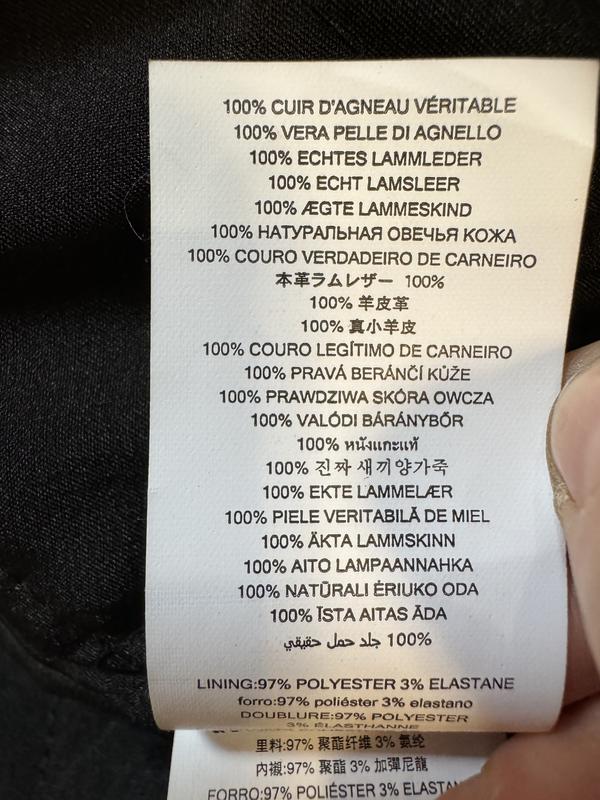 100% CUIR D'AGNEAU VÉRITABLE
100% VERA PELLE DI AGNELLO
100% ECHTES LAMMLEDER
100% ECHT LAMSLEER
100% ÆGTE LAMMESKIND
100% НАТУРАЛЬНАЯ ОВЕЧЬЯ КОЖА
100% COURO VERDADEIRO DE CARNEIRO
本革ラムレザー 100%
100% 羊皮革
100% 真小羊皮
100% COURO LEGÍTIMO DE CARNEIRO
100% PRAVÁ BERÁNČÍ KŮŽE
100% PRAWDZIWA SKÓRA OWCZA
100% VALÓDI BÁRÁNYBŐR
100% หนังแกะแท้
100% 진짜 새끼양가죽
100% EKTE LAMMELÆR
100% PIELE VERITABILĂ DE MIEL
100% ÄKTA LAMMSKINN
100% AITO LAMPAANNAHKA
100% NATŪRALI ĖRIUKO ODA
100% ĪSTA AITAS ĀDA
100% جلد حمل حقيقي
LINING:97% POLYESTER 3% ELASTANE
forro:97% poliéster 3% elastano
DOUBLURE:97% POLYESTER
3% ÉLASTHANNE
里料:97% 聚酯纤维 3% 氨纶
内襯:97% 聚酯 3% 加彈尼龍
FORRO:97% POLIÉSTER 3%